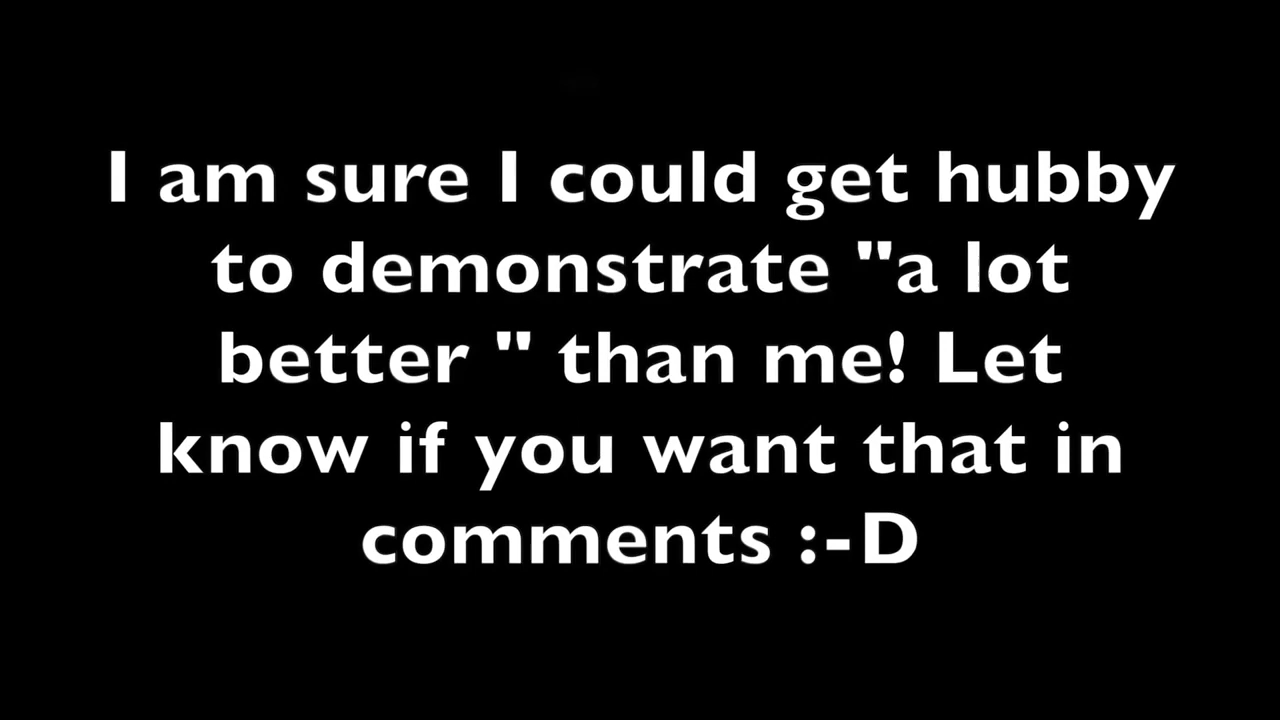 I am sure I could get hubby
to demonstrate "a lot
better " than me! Let
know if you want that in
comments :-D